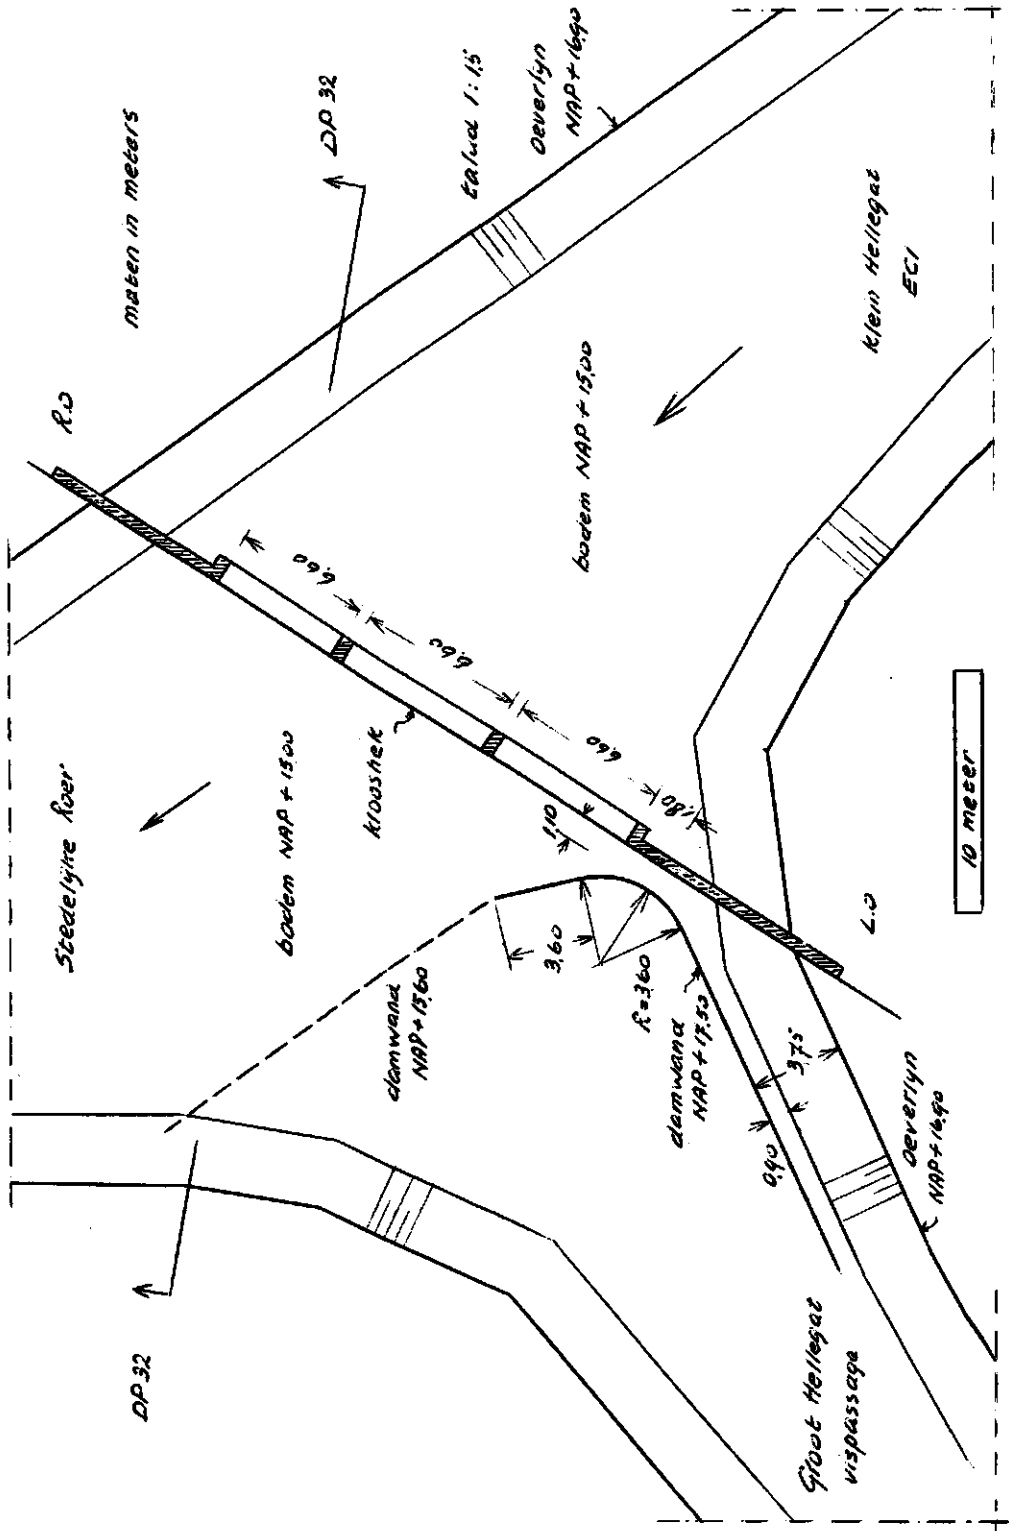 DP 32
Stedelijke Roer
bodem NAP + 15.00
klooshek
R.O
maten in meters
DP 32
talud 1:1,5
Oeverlyn
NAP + 16,90
damwand
NAP + 15,60
3,60
R=3,60
damwand
NAP + 17,50
1,10
6,60
6,60
6,60
1,80
bodem NAP + 15,00
Klein Hellegat
ECI
Groot Hellegat
vispassage
0,90
3,75
Oeverlyn
NAP + 16,90
L.O
10 meter